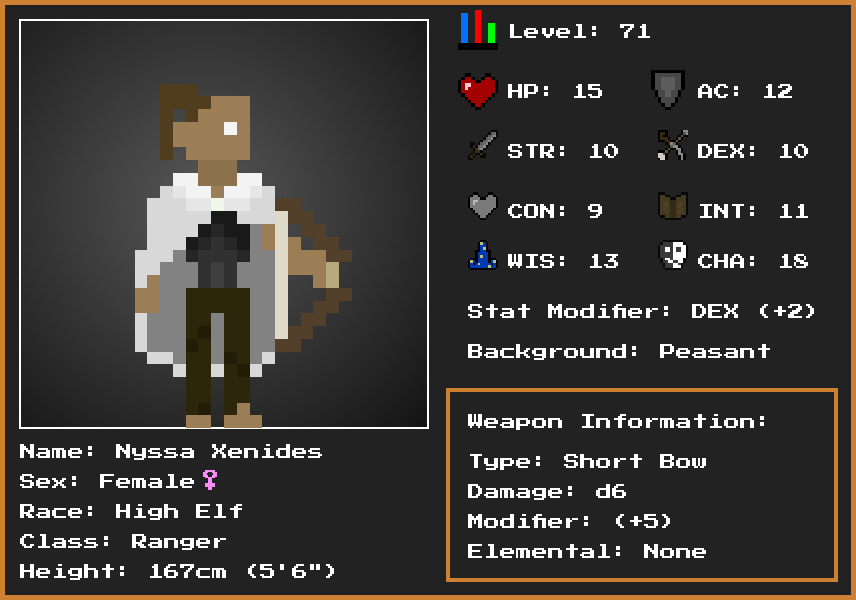 Level: 71
HP: 15
AC: 12
STR: 10
DEX: 10
CON: 9
INT: 11
WIS: 13
CHA: 18
Stat Modifier: DEX (+2)
Background: Peasant
Weapon Information:
Type: Short Bow
Damage: d6
Modifier: (+5)
Elemental: None
Name: Nyssa Xenides
Sex: Female♀
Race: High Elf
Class: Ranger
Height: 167cm (5'6")